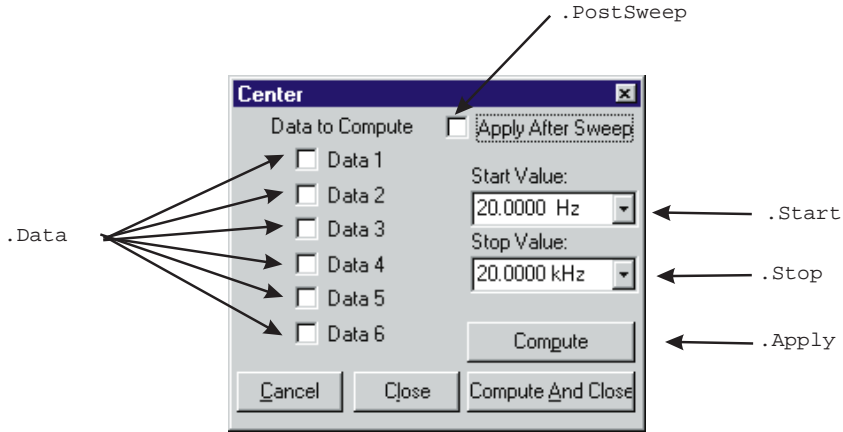 .PostSweep
Center
Data to Compute
Apply After Sweep
Data 1
Data 2
Data 3
Data 4
Data 5
Data 6
Start Value:
20.0000 Hz
Stop Value:
20.0000 kHz
.Data
.Start
.Stop
.Apply
Compute
Cancel
Close
Compute And Close